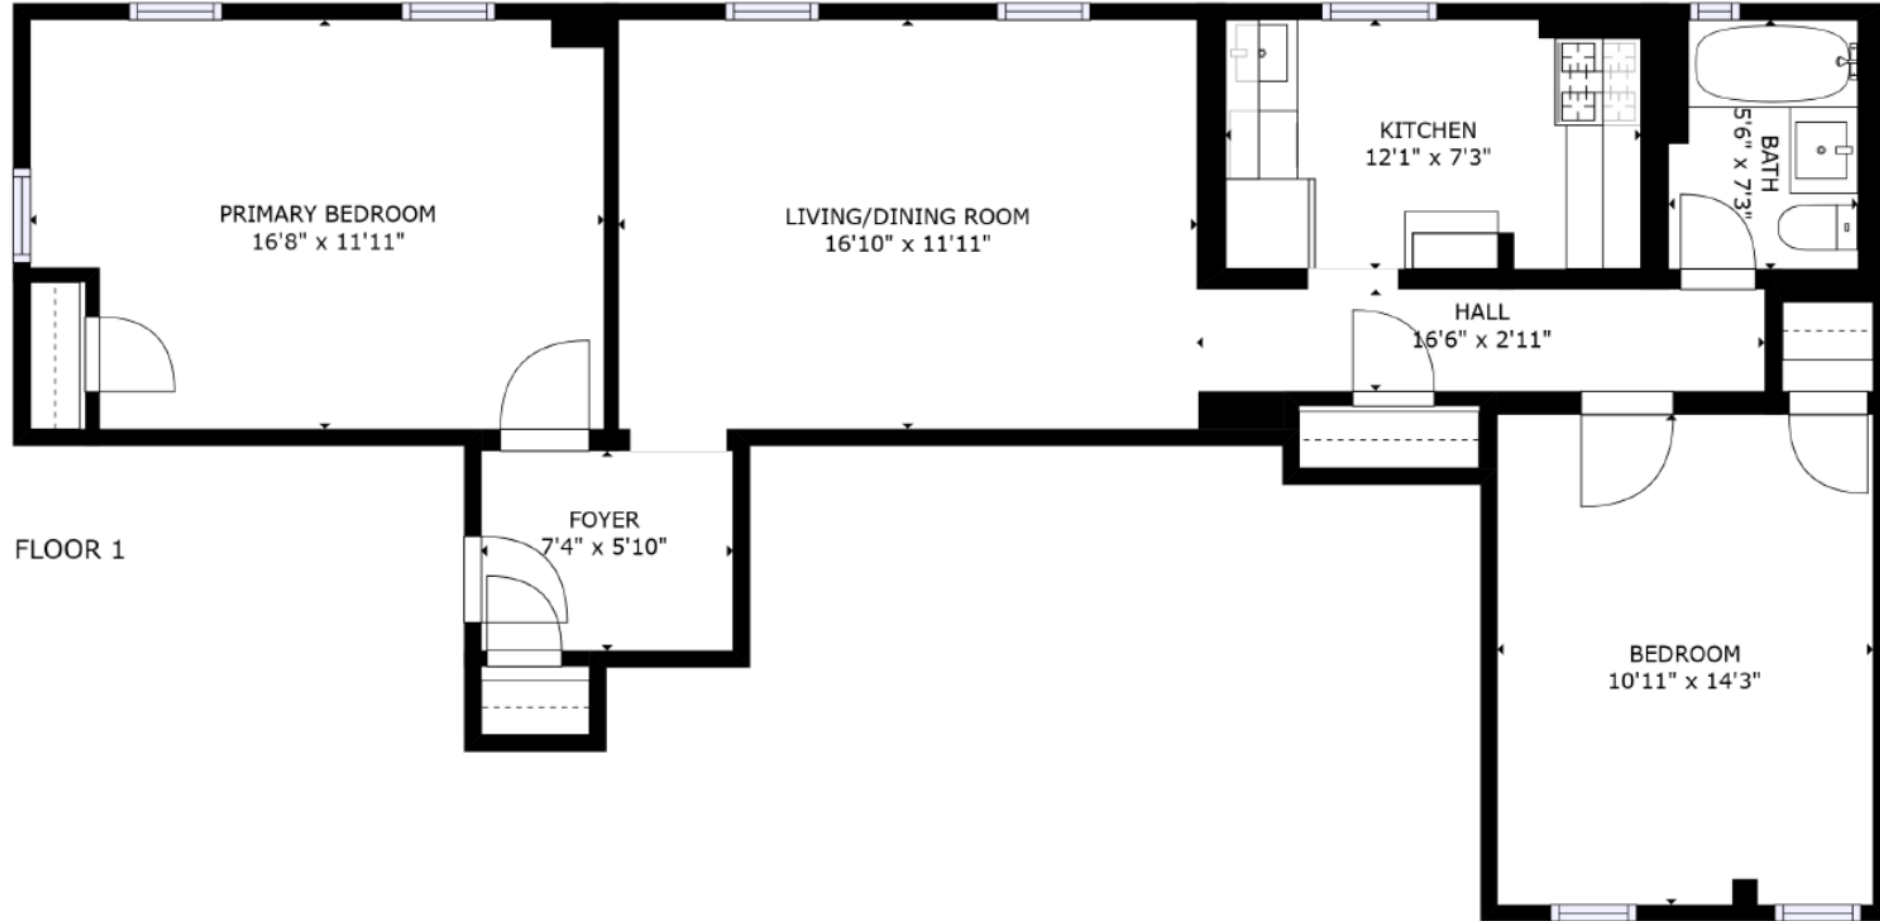 PRIMARY BEDROOM
16'8" x 11'11"
LIVING/DINING ROOM
16'10" x 11'11"
KITCHEN
12'1" x 7'3"
BATH
5'6" x 7'3"
HALL
16'6" x 2'11"
FOYER
7'4" x 5'10"
FLOOR 1
BEDROOM
10'11" x 14'3"